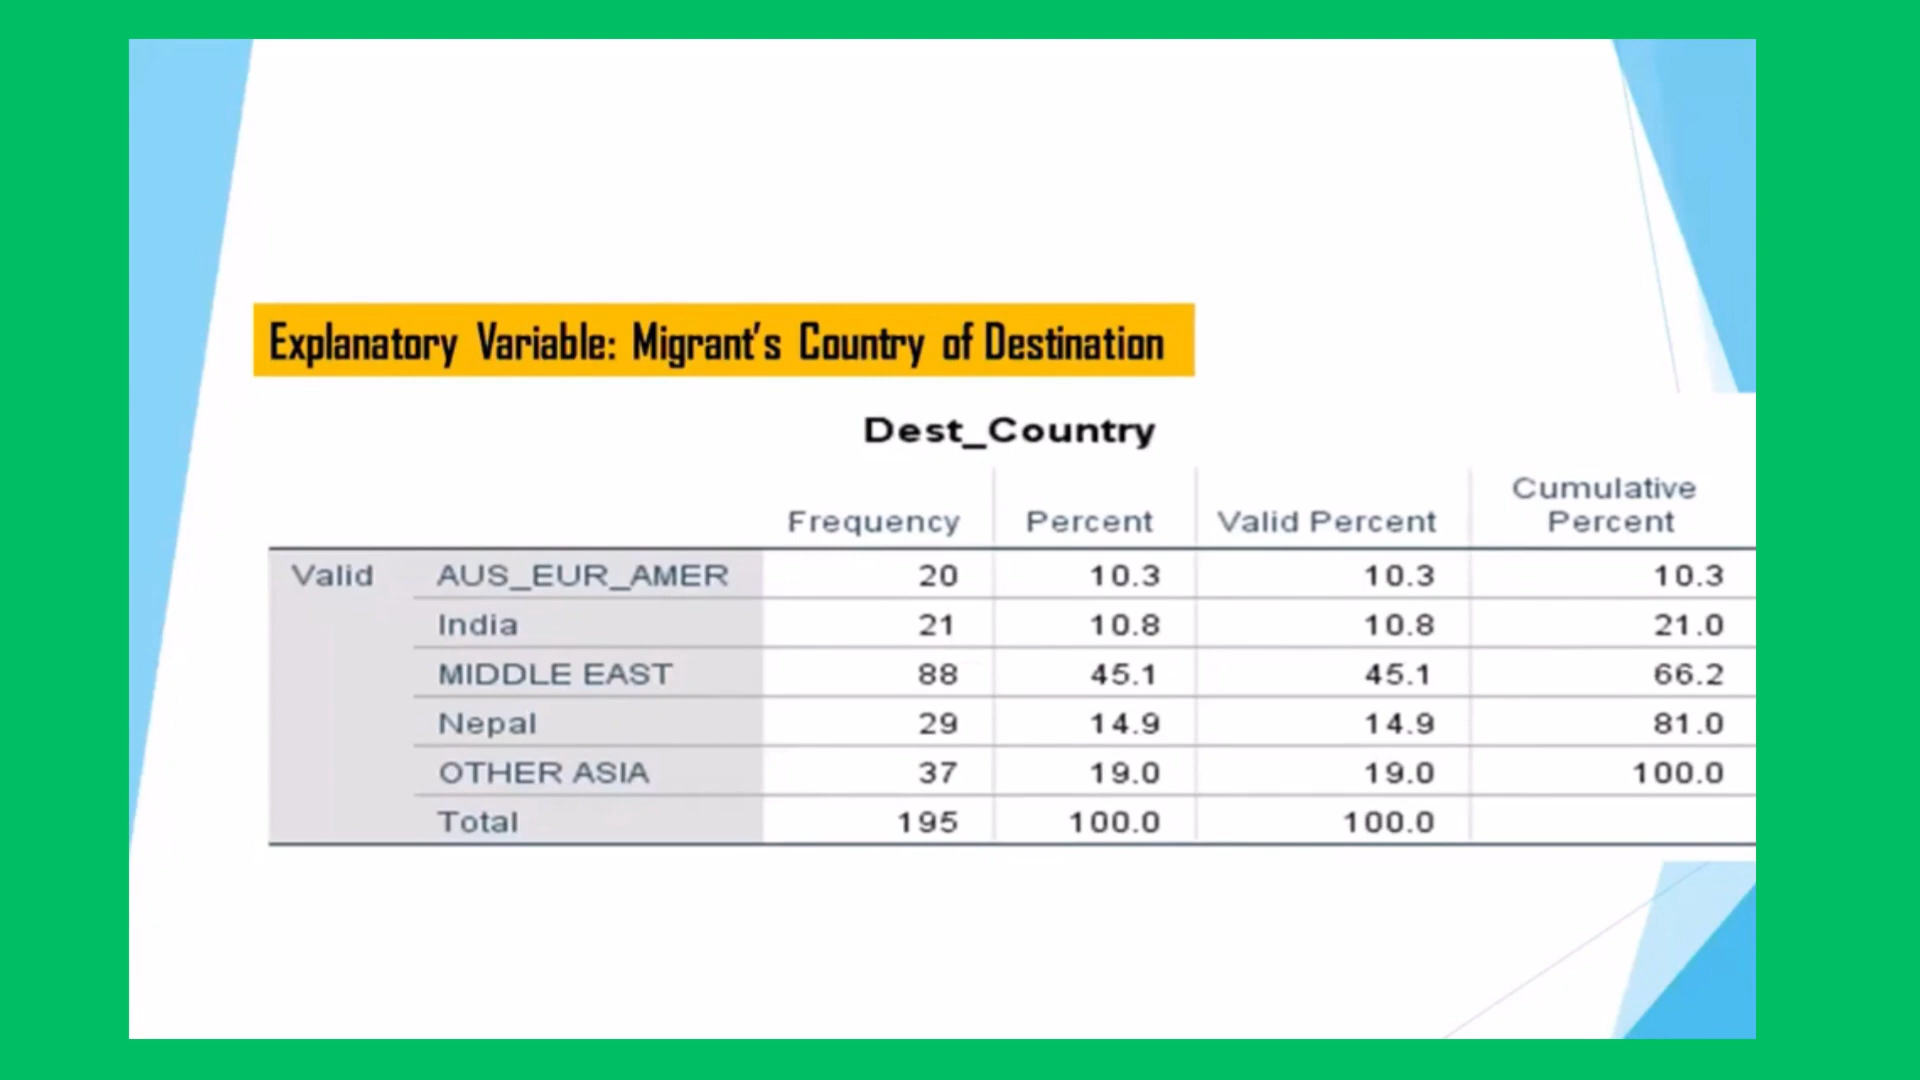 Explanatory Variable: Migrant's Country of Destination
Dest_Country
Frequency Percent Valid Percent Cumulative Percent
Valid AUS_EUR_AMER 20 10.3 10.3 10.3
India 21 10.8 10.8 21.0
MIDDLE EAST 88 45.1 45.1 66.2
Nepal 29 14.9 14.9 81.0
OTHER ASIA 37 19.0 19.0 100.0
Total 195 100.0 100.0